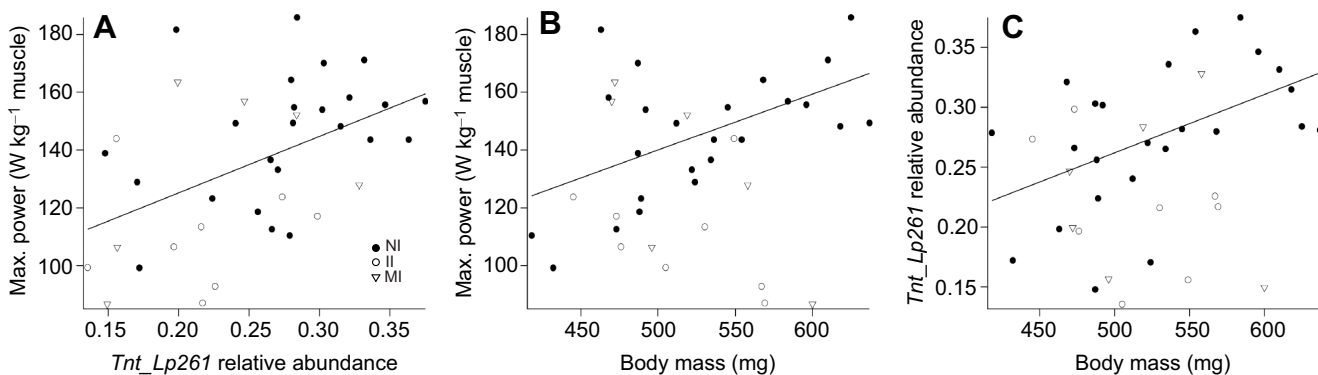 A
Max. power (W kg−1 muscle)
180
160
140
120
100
0.15 0.20 0.25 0.30 0.35
Tnt_Lp261 relative abundance
NI
II
MI
B
Max. power (W kg−1 muscle)
180
160
140
120
100
450 500 550 600
Body mass (mg)
C
Tnt_Lp261 relative abundance
0.35
0.30
0.25
0.20
0.15
450 500 550 600
Body mass (mg)